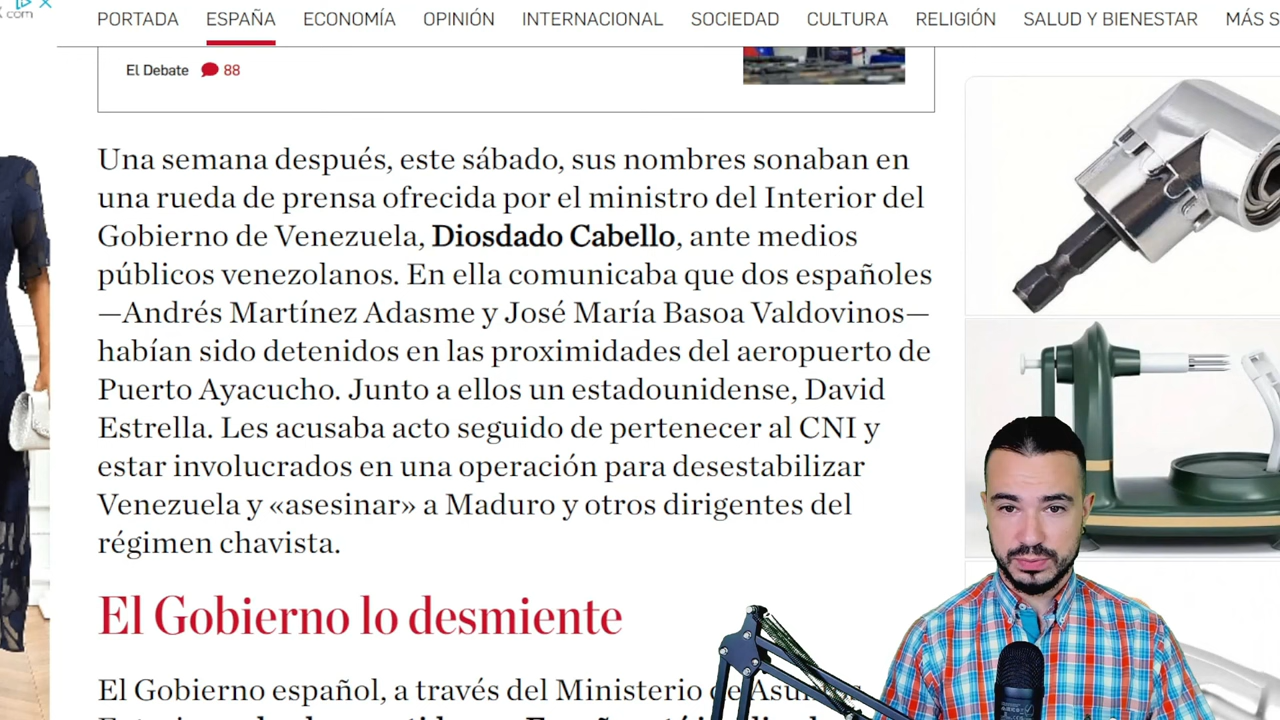 com
PORTADA ESPAÑA ECONOMÍA OPINIÓN INTERNACIONAL SOCIEDAD CULTURA RELIGIÓN SALUD Y BIENESTAR MÁS S
El Debate 88
Una semana después, este sábado, sus nombres sonaban en
una rueda de prensa ofrecida por el ministro del Interior del
Gobierno de Venezuela, Diosdado Cabello, ante medios
públicos venezolanos. En ella comunicaba que dos españoles
—Andrés Martínez Adasme y José María Basoa Valdovinos—
habían sido detenidos en las proximidades del aeropuerto de
Puerto Ayacucho. Junto a ellos un estadounidense, David
Estrella. Les acusaba acto seguido de pertenecer al CNI y
estar involucrados en una operación para desestabilizar
Venezuela y «asesinar» a Maduro y otros dirigentes del
régimen chavista.
El Gobierno lo desmiente
El Gobierno español, a través del Ministerio de